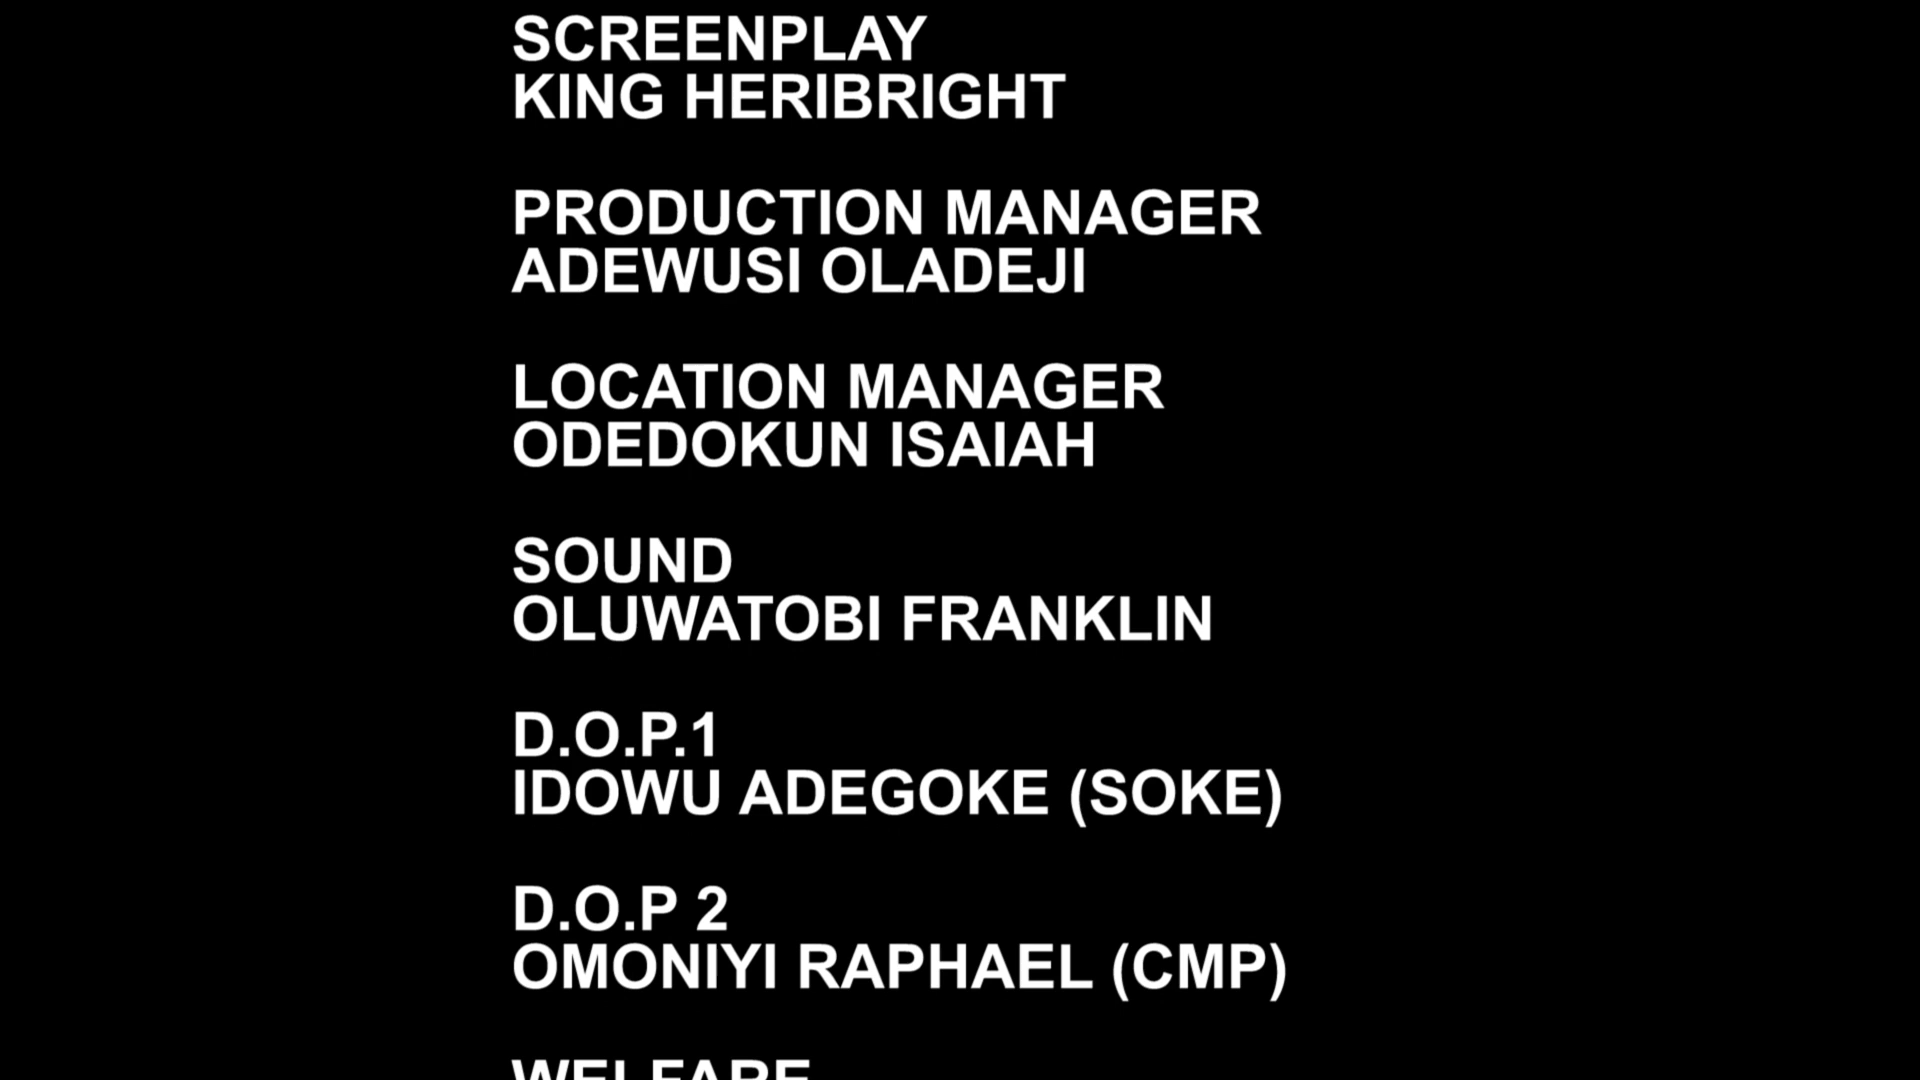 SCREENPLAY
KING HERIBRIGHT
PRODUCTION MANAGER
ADEWUSI OLADEJI
LOCATION MANAGER
ODEDOKUN ISAIAH
SOUND
OLUWATOBI FRANKLIN
D.O.P.1
IDOWU ADEGOKE (SOKE)
D.O.P 2
OMONIYI RAPHAEL (CMP)
WELFARE